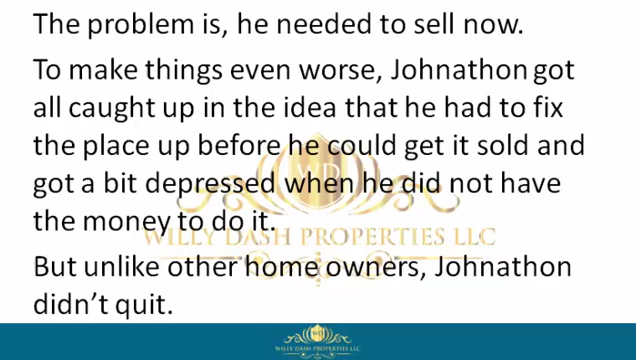 The problem is, he needed to sell now.
To make things even worse, Johnathon got
all caught up in the idea that he had to fix
the place up before he could get it sold and
got a bit depressed when he did not have
the money to do it.
WILLY DASH PROPERTIES LLC
But unlike other home owners, Johnathon
didn’t quit.
WILLY DASH PROPERTIES LLC